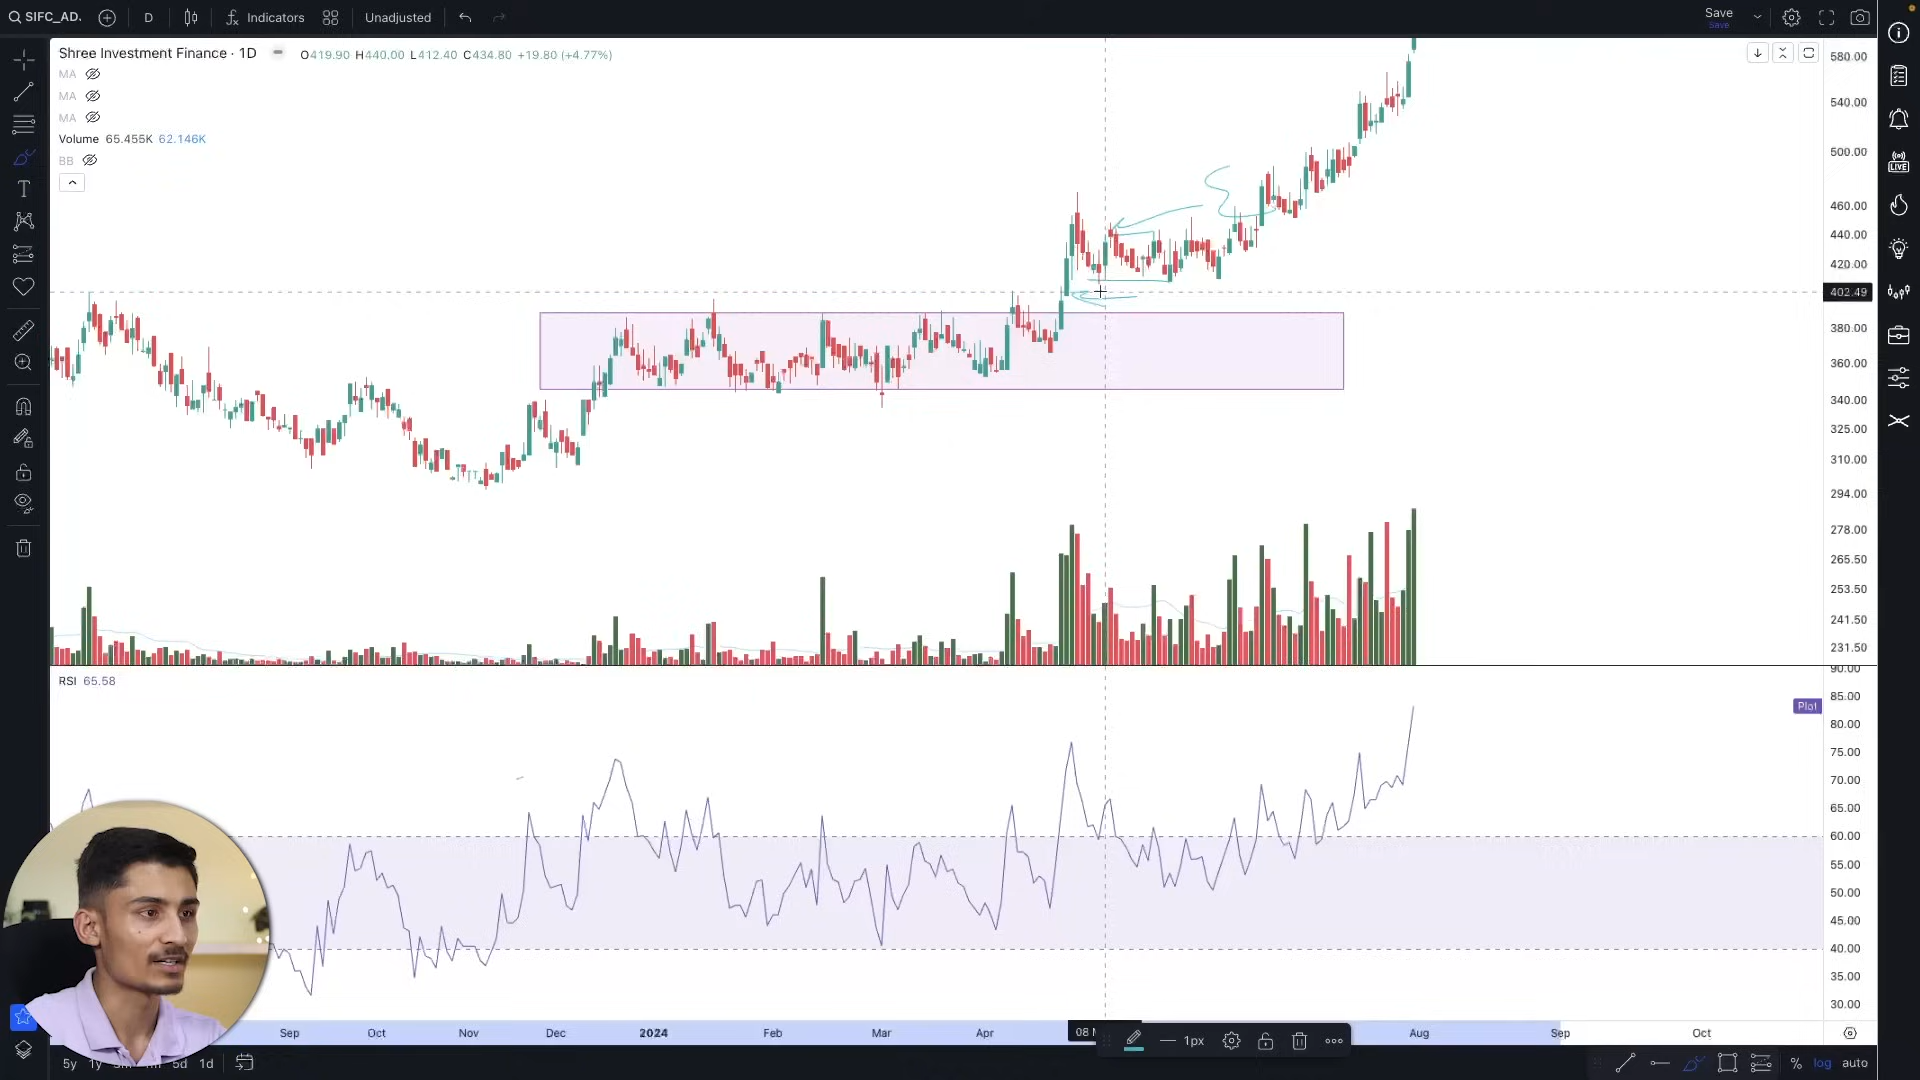 SIFC_AD.
D
Indicators
Unadjusted
Save
Save
Shree Investment Finance · 1D
O419.90 H440.00 L412.40 C434.80 +19.80 (+4.77%)
MA
MA
MA
Volume 65.455K 62.146K
BB
580.00
540.00
500.00
460.00
440.00
420.00
402.49
380.00
360.00
340.00
325.00
310.00
294.00
278.00
265.50
253.50
241.50
231.50
LIVE
RSI 65.58
Plot
90.00
85.00
80.00
75.00
70.00
65.00
60.00
55.00
50.00
45.00
40.00
35.00
30.00
Sep Oct Nov Dec 2024 Feb Mar Apr 08 M Aug Sep Oct
1px
5y 1y 5d 1d
% log auto